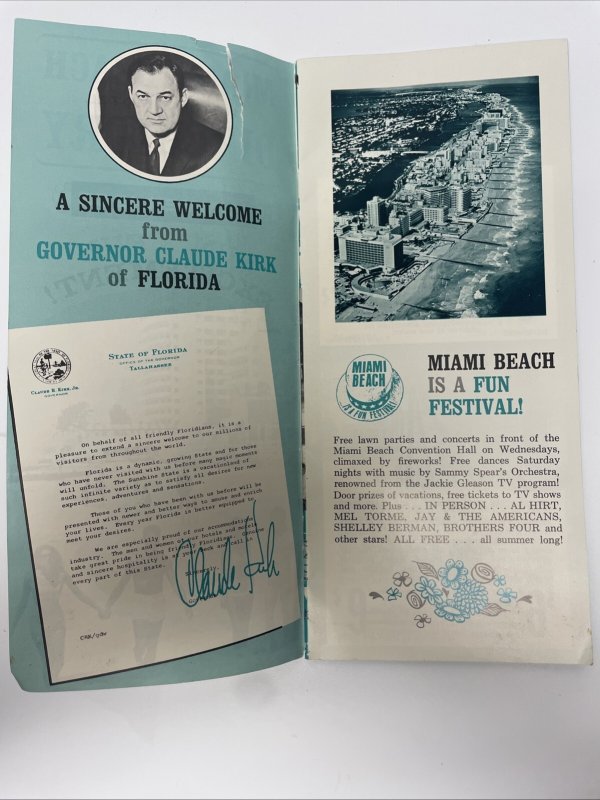 A SINCERE WELCOME
from
GOVERNOR CLAUDE KIRK
of FLORIDA
STATE OF FLORIDA
OFFICE OF THE GOVERNOR
TALLAHASSEE
CLAUDE R. KIRK, JR.
GOVERNOR
On behalf of all friendly Floridians, it is a
pleasure to extend a sincere welcome to our millions of
visitors from throughout the world.
Florida is a dynamic, growing State and for those
who have never visited with us before many magic moments
will unfold. The Sunshine State is a vacationland of
such infinite variety as to satisfy all desires for new
experiences, adventures and sensations.
Those of you who have been with us before will be
presented with newer and better ways to amuse and enrich
your lives. Every year Florida is better equipped to
meet your desires.
We are especially proud of our accommodations
industry. The men and women of our hotels and motels
take great pride in being friendly Floridians. Genuine
and sincere hospitality is at your beck and call in
every part of this State.
Sincerely,
Claude Kirk
CRK/gdw
MIAMI
BEACH
IS A FUN FESTIVAL
MIAMI BEACH
IS A FUN
FESTIVAL!
Free lawn parties and concerts in front of the
Miami Beach Convention Hall on Wednesdays,
climaxed by fireworks! Free dances Saturday
nights with music by Sammy Spear's Orchestra,
renowned from the Jackie Gleason TV program!
Door prizes of vacations, free tickets to TV shows
and more. Plus . . . IN PERSON . . . AL HIRT,
MEL TORME, JAY & THE AMERICANS,
SHELLEY BERMAN, BROTHERS FOUR and
other stars! ALL FREE . . . all summer long!